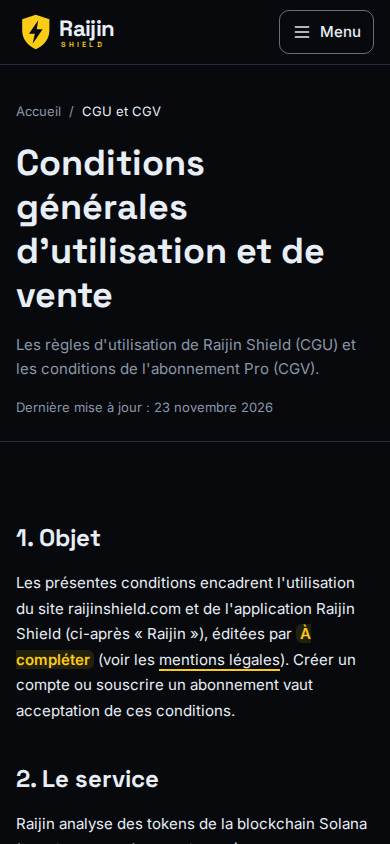 Raijin
SHIELD
Menu
Accueil / CGU et CGV
Conditions
générales
d'utilisation et de
vente
Les règles d'utilisation de Raijin Shield (CGU) et
les conditions de l'abonnement Pro (CGV).
Dernière mise à jour : 23 novembre 2026
1. Objet
Les présentes conditions encadrent l'utilisation
du site raijinshield.com et de l'application Raijin
Shield (ci-après « Raijin »), éditées par À
compléter (voir les mentions légales). Créer un
compte ou souscrire un abonnement vaut
acceptation de ces conditions.
2. Le service
Raijin analyse des tokens de la blockchain Solana